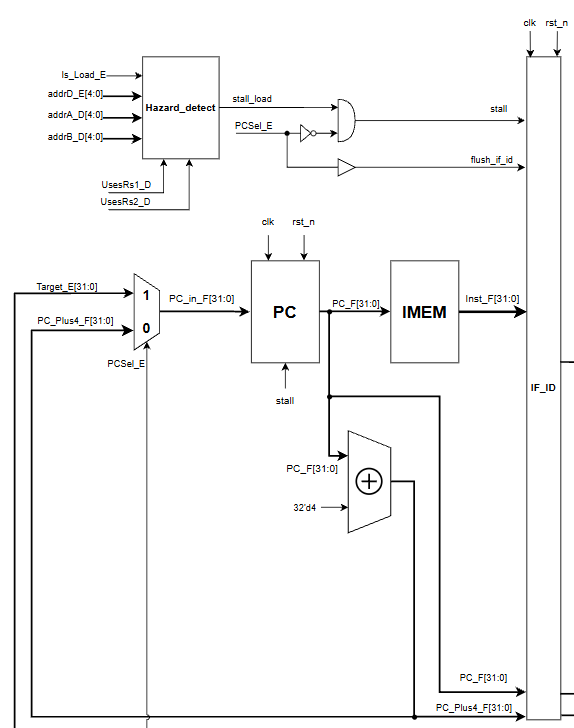 clk rst_n
Is_Load_E
addrD_E[4:0]
addrA_D[4:0]
addrB_D[4:0]
Hazard_detect
stall_load
PCSel_E
stall
flush_if_id
UsesRs1_D
UsesRs2_D
clk rst_n
Target_E[31:0]
PC_Plus4_F[31:0]
1
0
PCSel_E
PC_in_F[31:0]
PC
PC_F[31:0]
IMEM
Inst_F[31:0]
stall
IF_ID
PC_F[31:0]
+
32'd4
PC_F[31:0]
PC_Plus4_F[31:0]